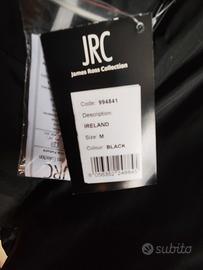 JRC
James Ross Collection
Code: 994841
Description:
IRELAND
Size: M
Colour: BLACK
subito